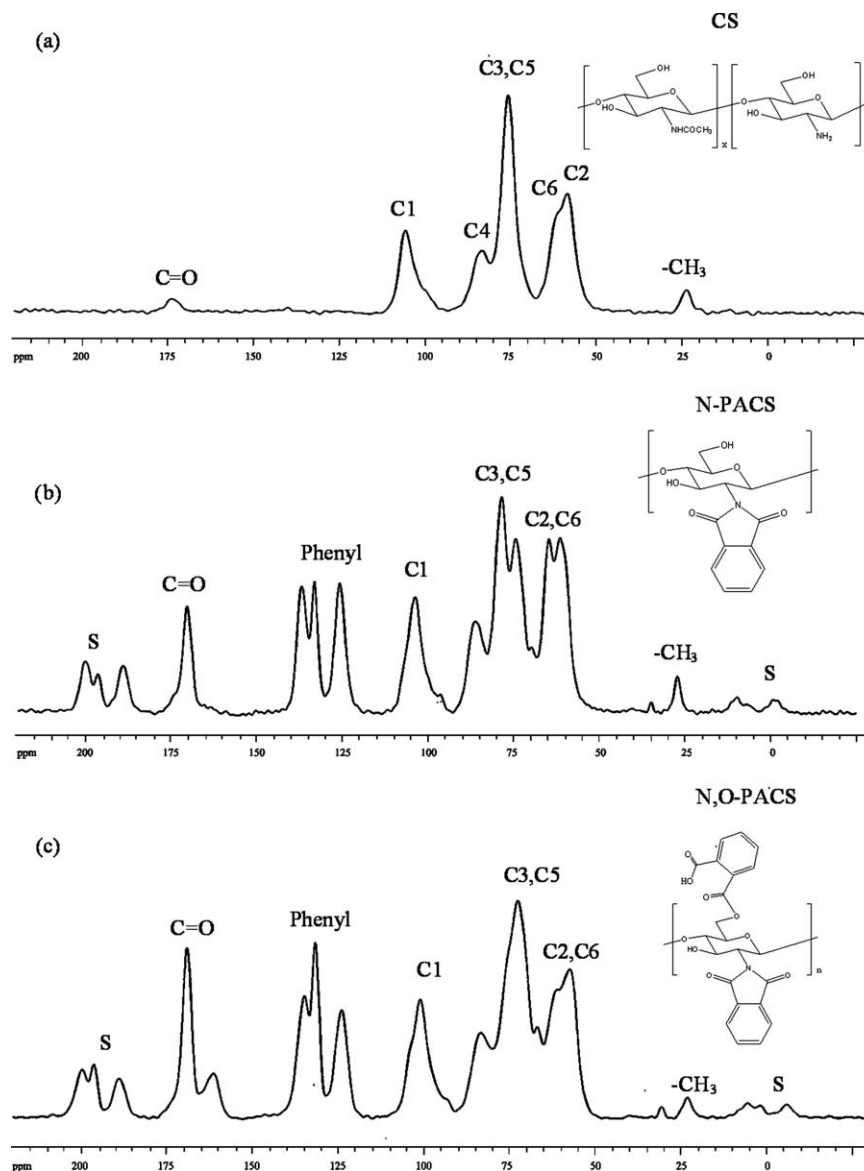 (a)
CS
C3,C5
OH
OH
O
O
O
O
HO
HO
NHCOCH₃
NH₂
x
C6
C2
C1
C4
C=O
-CH₃
ppm 200 175 150 125 100 75 50 25 0
N-PACS
(b)
OH
O
O
HO
N
O
O
C3,C5
C2,C6
Phenyl
C1
C=O
S
-CH₃
S
ppm 200 175 150 125 100 75 50 25 0
N,O-PACS
(c)
O
HO
O
O
O
O
HO
N
O
O
n
C3,C5
C=O
Phenyl
C2,C6
C1
S
-CH₃
S
ppm 200 175 150 125 100 75 50 25 0